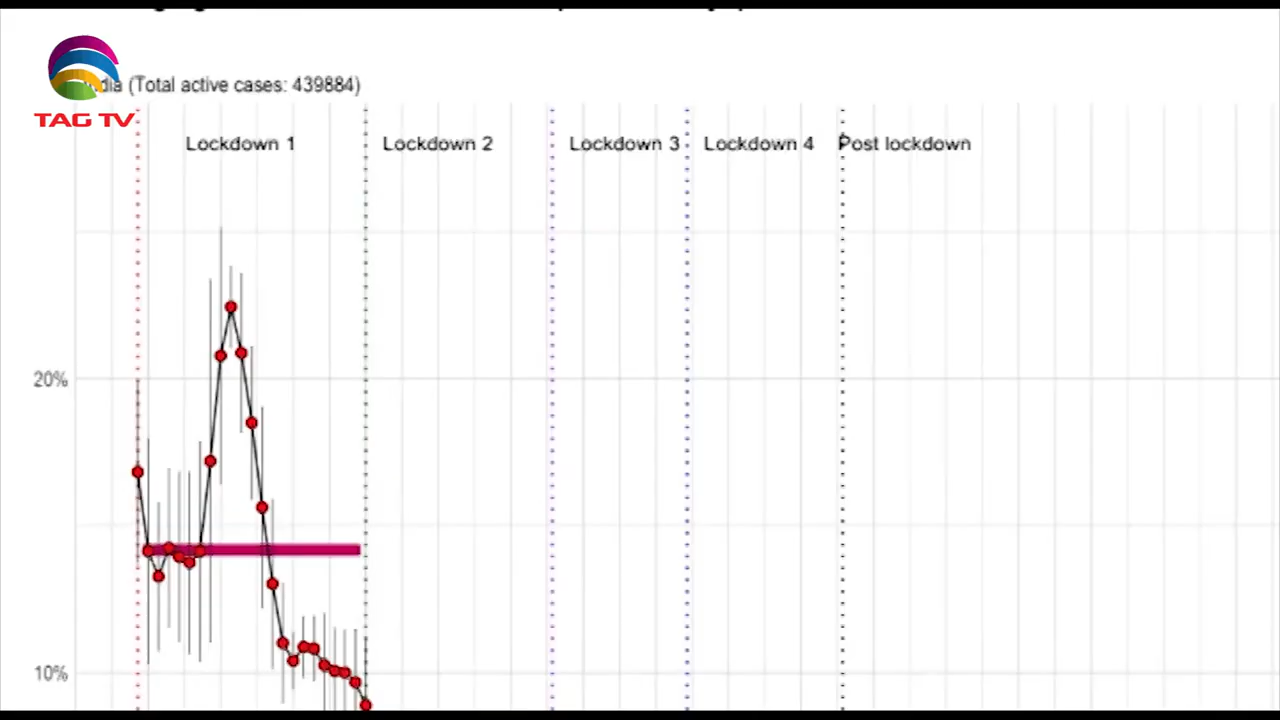 (Total active cases: 439884)
TAG TV
Lockdown 1
Lockdown 2
Lockdown 3
Lockdown 4
Post lockdown
20%
10%